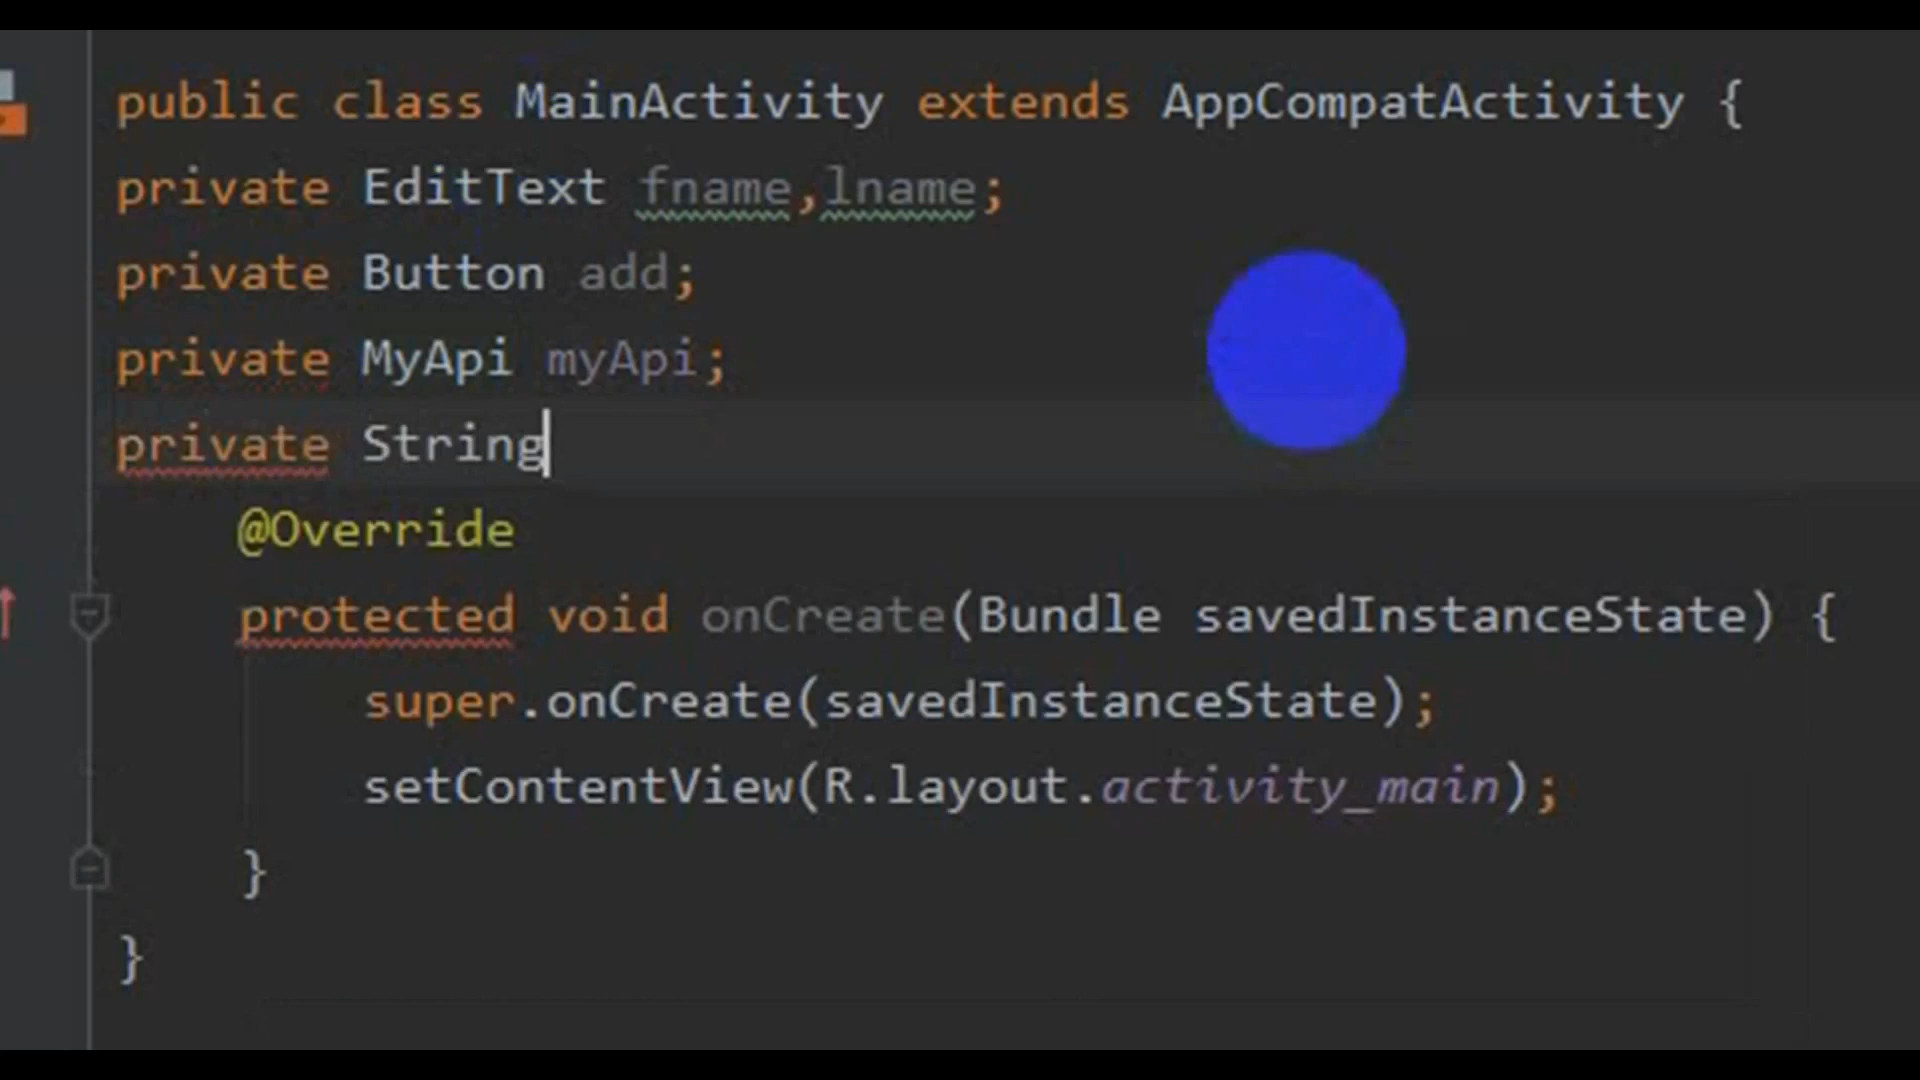 public class MainActivity extends AppCompatActivity {
private EditText fname,lname;
private Button add;
private MyApi myApi;
private String
@Override
protected void onCreate(Bundle savedInstanceState) {
super.onCreate(savedInstanceState);
setContentView(R.layout.activity_main);
}
}